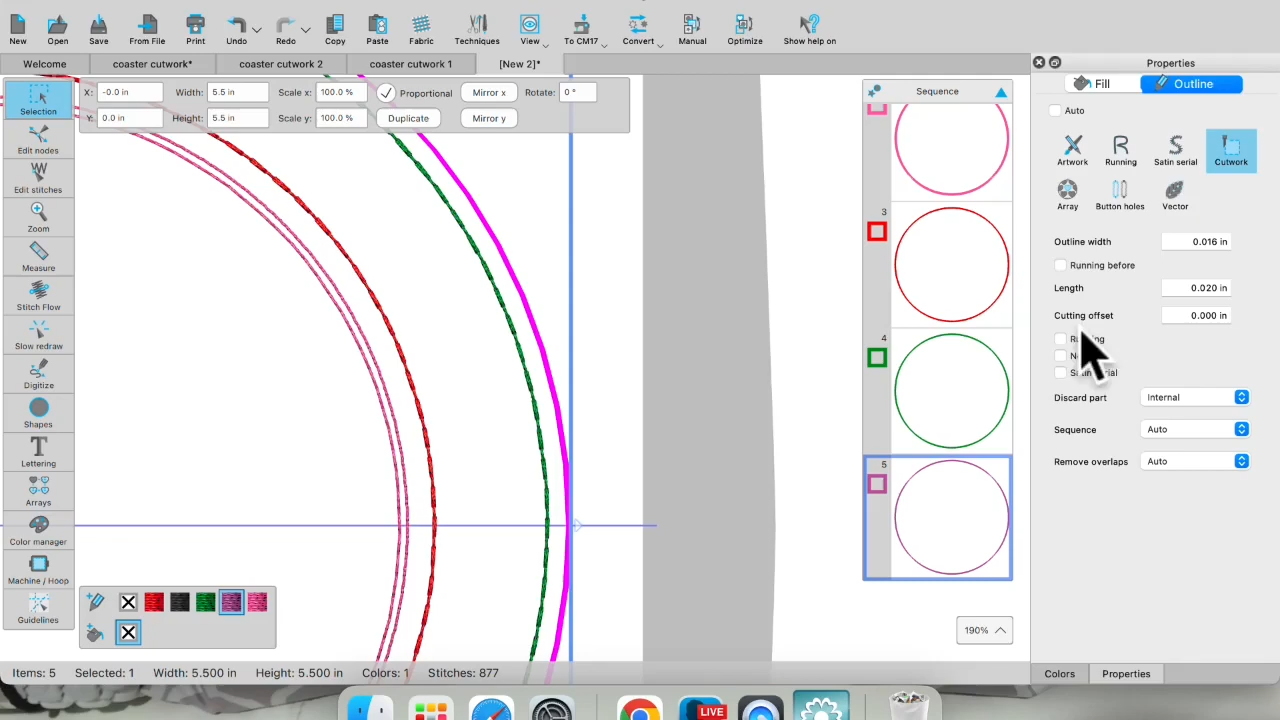 New Open Save From File Print Undo Redo Copy Paste Fabric Techniques View To CM17 Convert Manual Optimize Show help on
Welcome coaster cutwork* coaster cutwork 2 coaster cutwork 1 [New 2]* Properties
Selection
Edit nodes
Edit stitches
Zoom
Measure
Stitch Flow
Slow redraw
Digitize
Shapes
Lettering
Arrays
Color manager
Machine / Hoop
Guidelines
X: -0.0 in Width: 5.5 in Scale x: 100.0 % Proportional Mirror x Rotate: 0 °
Y: 0.0 in Height: 5.5 in Scale y: 100.0 % Duplicate Mirror y
Sequence
3
4
5
190%
Fill Outline
Auto
Artwork Running Satin serial Cutwork
Array Button holes Vector
Outline width 0.016 in
Running before
Length 0.020 in
Cutting offset 0.000 in
Discard part Internal
Sequence Auto
Remove overlaps Auto
Colors Properties
Items: 5 Selected: 1 Width: 5.500 in Height: 5.500 in Colors: 1 Stitches: 877
LIVE